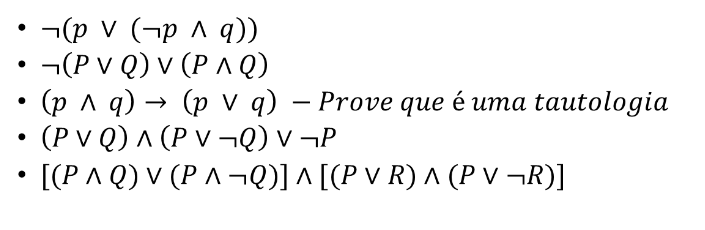 • ¬(p ∨ (¬p ∧ q))
• ¬(P ∨ Q) ∨ (P ∧ Q)
• (p ∧ q) → (p ∨ q) − Prove que é uma tautologia
• (P ∨ Q) ∧ (P ∨ ¬Q) ∨ ¬P
• [(P ∧ Q) ∨ (P ∧ ¬Q)] ∧ [(P ∨ R) ∧ (P ∨ ¬R)]